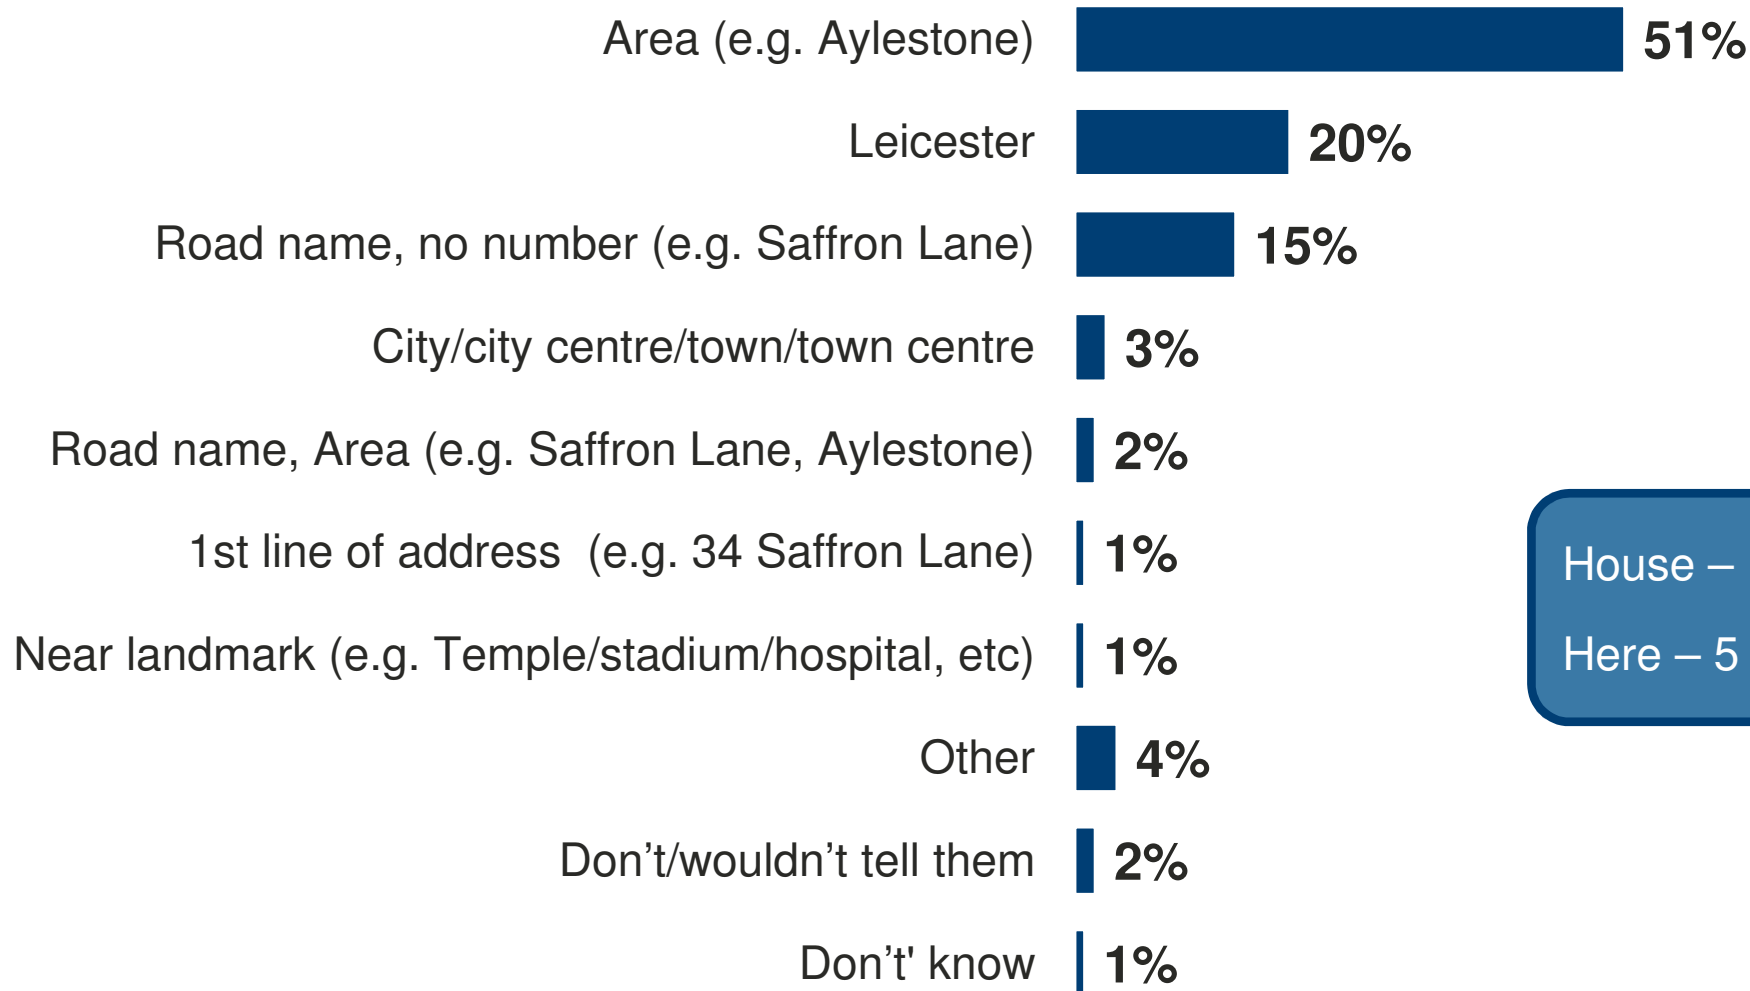 Area (e.g. Aylestone) 51%
Leicester 20%
Road name, no number (e.g. Saffron Lane) 15%
City/city centre/town/town centre 3%
Road name, Area (e.g. Saffron Lane, Aylestone) 2%
1st line of address  (e.g. 34 Saffron Lane) 1%
House –
Near landmark (e.g. Temple/stadium/hospital, etc) 1%
Here – 5
Other 4%
Don’t/wouldn’t tell them 2%
Don’t' know 1%